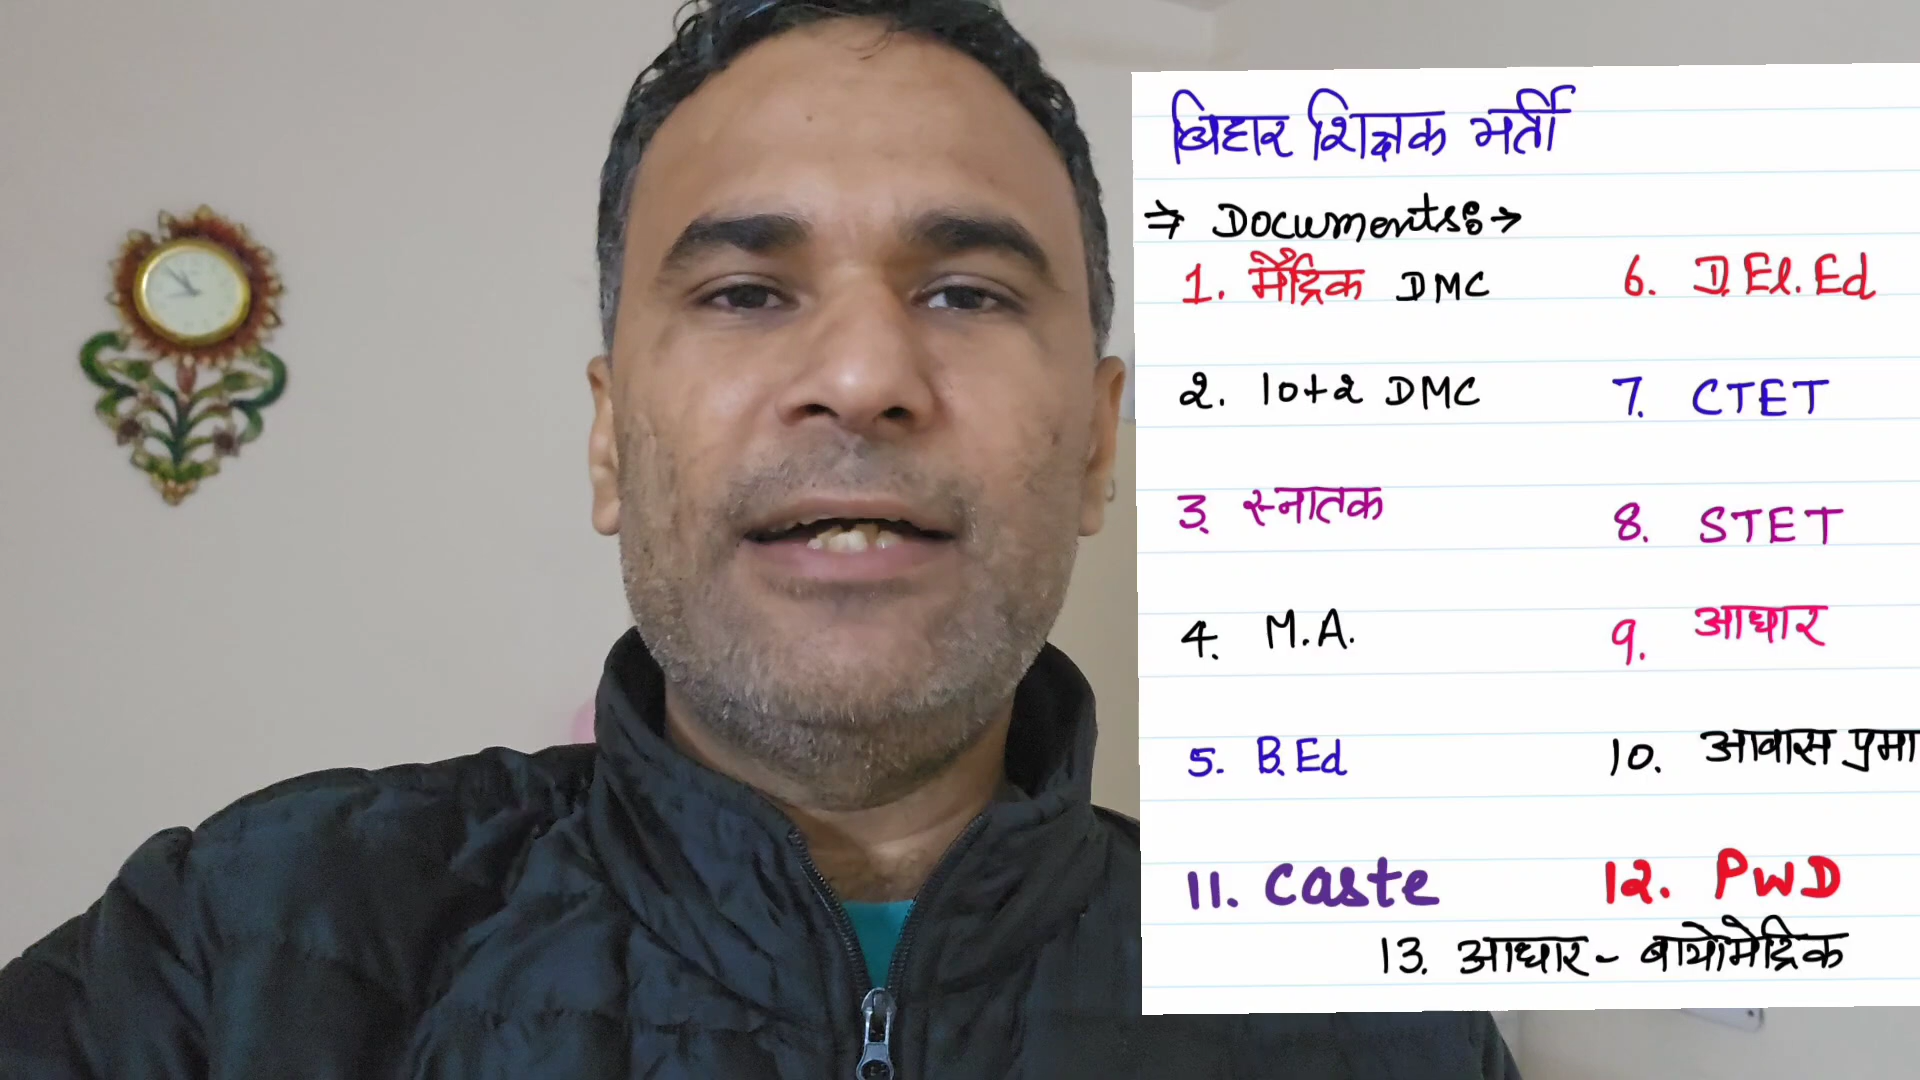 बिहार शिक्षक भर्ती
⇒ Documents:→
1. मैट्रिक DMC 6. D.El.Ed
2. 10+2 DMC 7. CTET
3. स्नातक 8. STET
4. M.A. 9. आधार
5. B.Ed 10. आवास प्रमा
11. Caste 12. PWD
13. आधार - बायोमैट्रिक